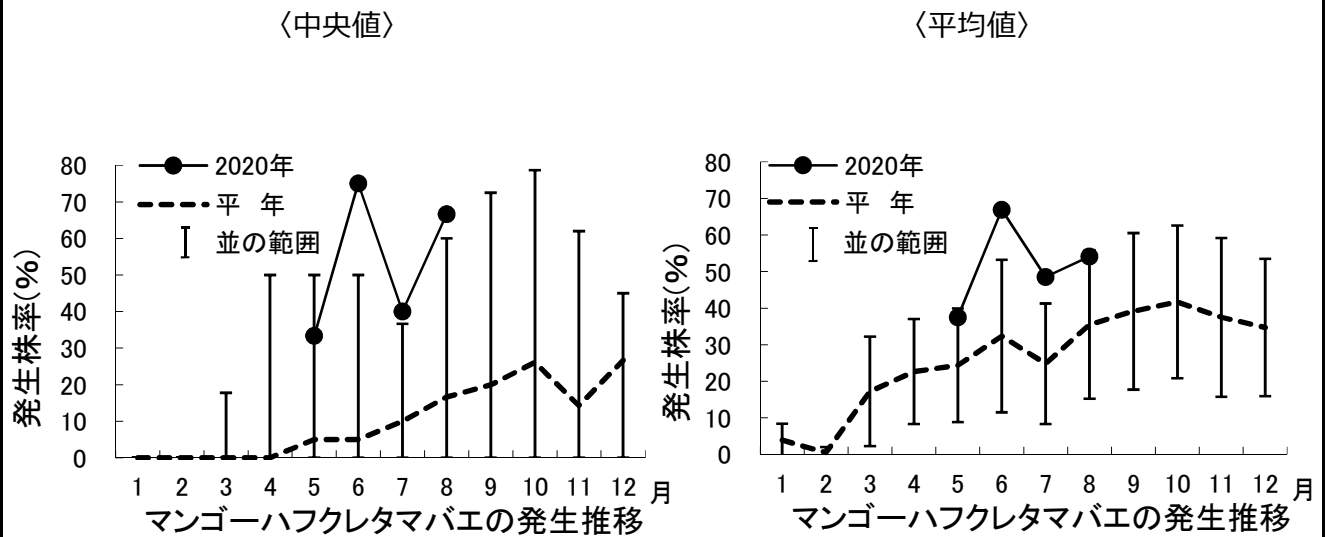 〈中央値〉
80
70
60
50
40
30
20
10
0
発生株率(%)
2020年
平 年
並の範囲
1 2 3 4 5 6 7 8 9 10 11 12 月
マンゴーハフクレタマバエの発生推移
〈平均値〉
80
70
60
50
40
30
20
10
0
発生株率(%)
2020年
平 年
並の範囲
1 2 3 4 5 6 7 8 9 10 11 12 月
マンゴーハフクレタマバエの発生推移